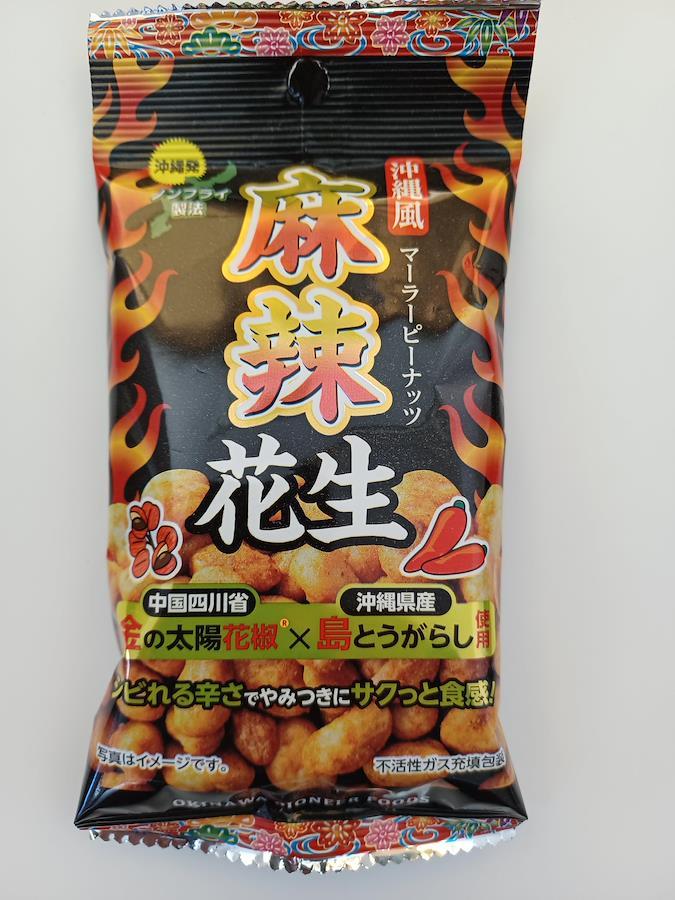 沖縄発
ノンフライ
製法
沖縄風
麻辣
花生
マーラーピーナッツ
中国四川省
沖縄県産
金の太陽花椒®×島とうがらし使用
シビれる辛さでやみつきにサクっと食感!
写真はイメージです。
不活性ガス充填包装
OKINAWA PIONEER FOODS